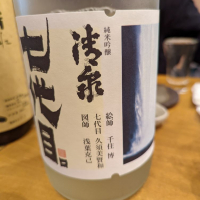 純米吟醸
清泉
七代目。
絵師 千住 博
七代目 久須美賢和
図師 浅葉克己